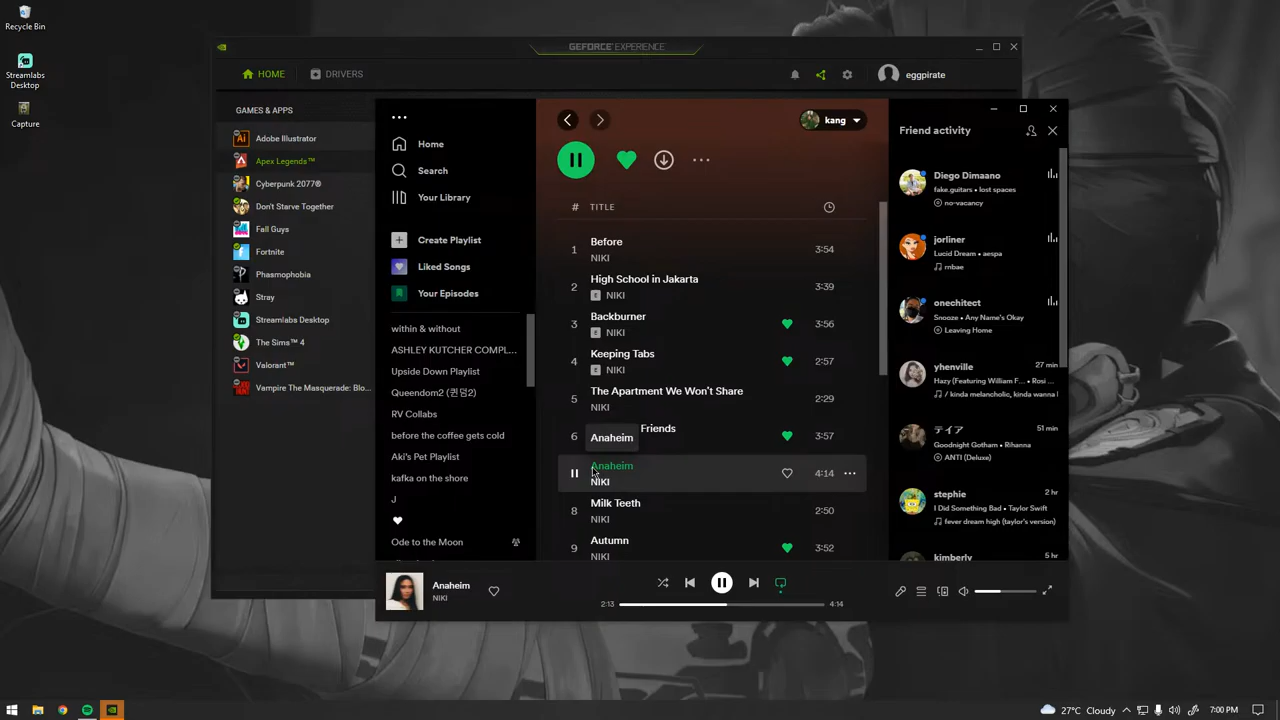 Recycle Bin
Streamlabs
Desktop
Capture
GEFORCE EXPERIENCE
HOME
DRIVERS
eggpirate
GAMES & APPS
Adobe Illustrator
Apex Legends™
Cyberpunk 2077®
Don't Starve Together
Fall Guys
Fortnite
Phasmophobia
Stray
Streamlabs Desktop
The Sims™ 4
Valorant™
Vampire The Masquerade: Blo...
Home
Search
Your Library
Create Playlist
Liked Songs
Your Episodes
within & without
ASHLEY KUTCHER COMPL...
Upside Down Playlist
Queendom2 (퀸덤2)
RV Collabs
before the coffee gets cold
Aki's Pet Playlist
kafka on the shore
J
Ode to the Moon
kang
# TITLE
1 Before 3:54
NIKI
2 High School in Jakarta 3:39
E NIKI
3 Backburner 3:56
E NIKI
4 Keeping Tabs 2:57
E NIKI
5 The Apartment We Won't Share 2:29
NIKI
6 Friends 3:57
Anaheim
Anaheim 4:14
NIKI
8 Milk Teeth 2:50
NIKI
9 Autumn 3:52
NIKI
Friend activity
Diego Dimaano
fake.guitars • lost spaces
no-vacancy
jorliner
Lucid Dream • aespa
rnbae
onechitect
Snooze • Any Name's Okay
Leaving Home
yhenville 27 min
Hazy (Featuring William F... • Rosi ...
/ kinda melancholic, kinda wanna
テイア 51 min
Goodnight Gotham • Rihanna
ANTI (Deluxe)
stephie 2 hr
I Did Something Bad • Taylor Swift
fever dream high (taylor's version)
kimberly 5 hr
Anaheim
NIKI
2:13
4:14
27°C Cloudy
7:00 PM